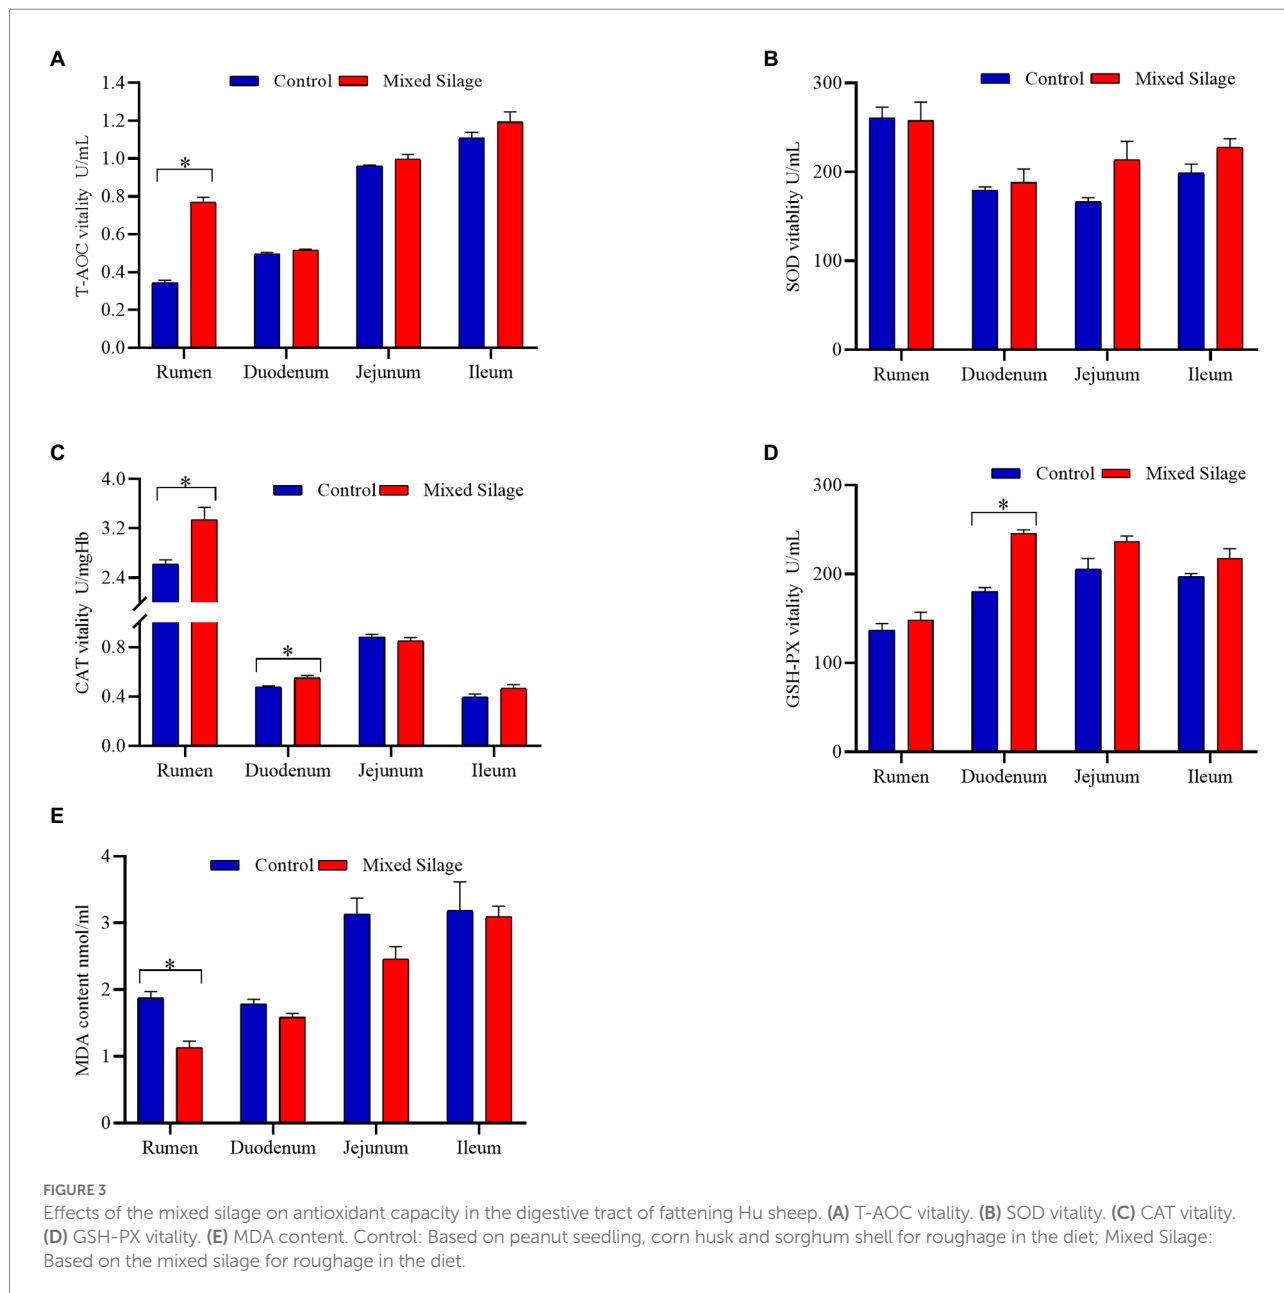 A
Control Mixed Silage
T-AOC vitality U/mL
1.4
1.2
1.0
0.8
0.6
0.4
0.2
0.0
*
Rumen Duodenum Jejunum Ileum
B
Control Mixed Silage
SOD vitablity U/mL
300
200
100
0
Rumen Duodenum Jejunum Ileum
C
Control Mixed Silage
CAT vitality U/mgHb
4.0
3.2
2.4
0.8
0.4
0.0
*
*
Rumen Duodenum Jejunum Ileum
D
Control Mixed Silage
GSH-PX vitality U/mL
300
200
100
0
*
Rumen Duodenum Jejunum Ileum
E
Control Mixed Silage
MDA content nmol/ml
4
3
2
1
0
*
Rumen Duodenum Jejunum Ileum
FIGURE 3
Effects of the mixed silage on antioxidant capacity in the digestive tract of fattening Hu sheep. (A) T-AOC vitality. (B) SOD vitality. (C) CAT vitality.
(D) GSH-PX vitality. (E) MDA content. Control: Based on peanut seedling, corn husk and sorghum shell for roughage in the diet; Mixed Silage:
Based on the mixed silage for roughage in the diet.